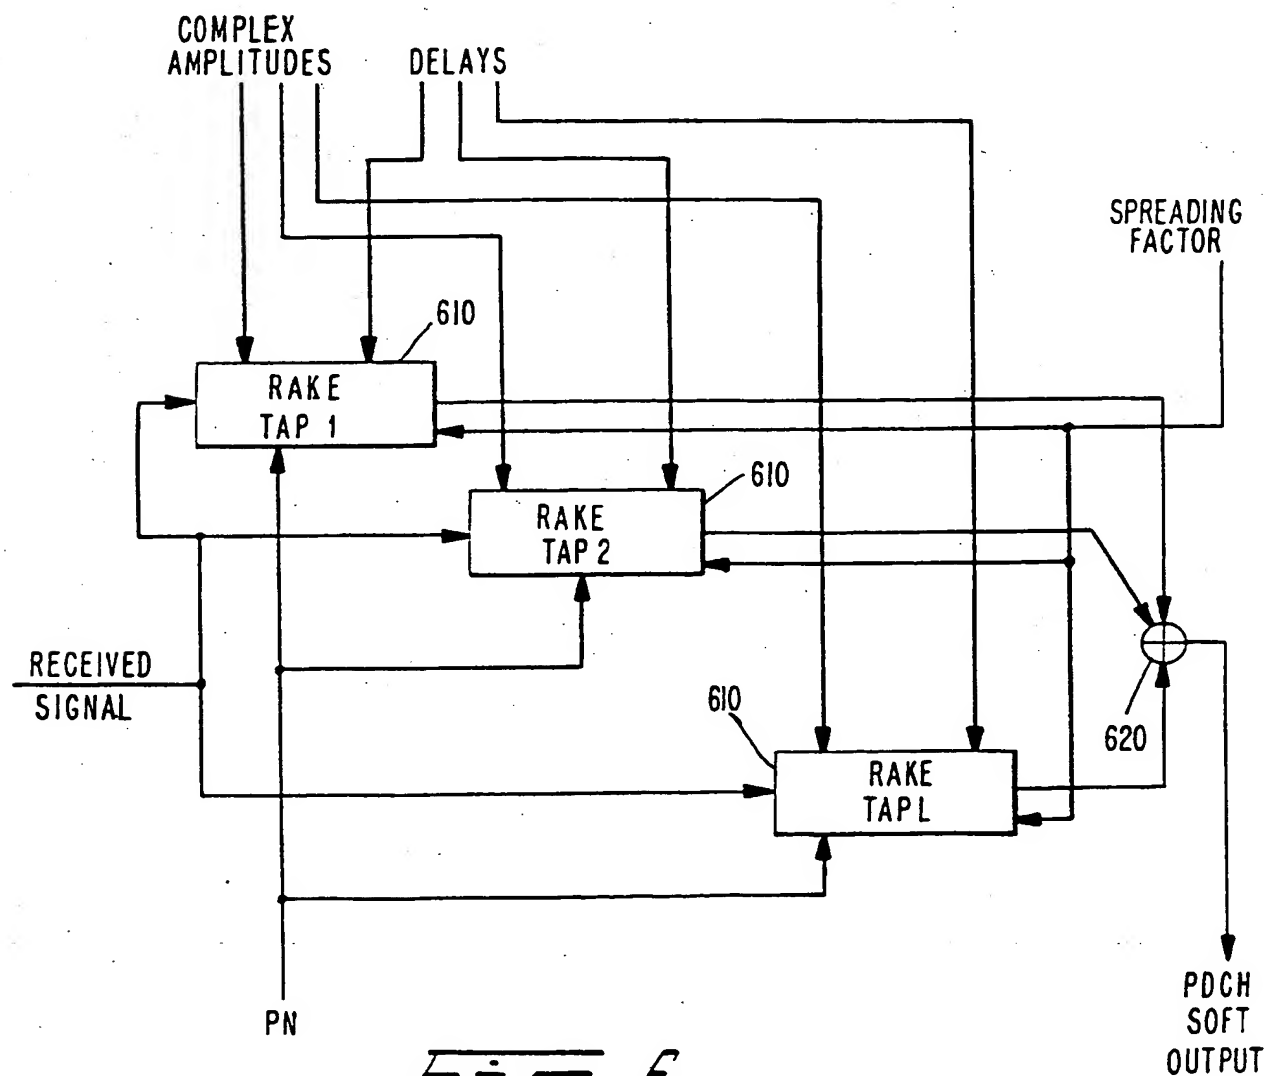 COMPLEX
AMPLITUDES
DELAYS
SPREADING
FACTOR
610
RAKE
TAP 1
610
RAKE
TAP 2
RECEIVED
SIGNAL
610
620
RAKE
TAP L
PN
PDCH
SOFT
OUTPUT